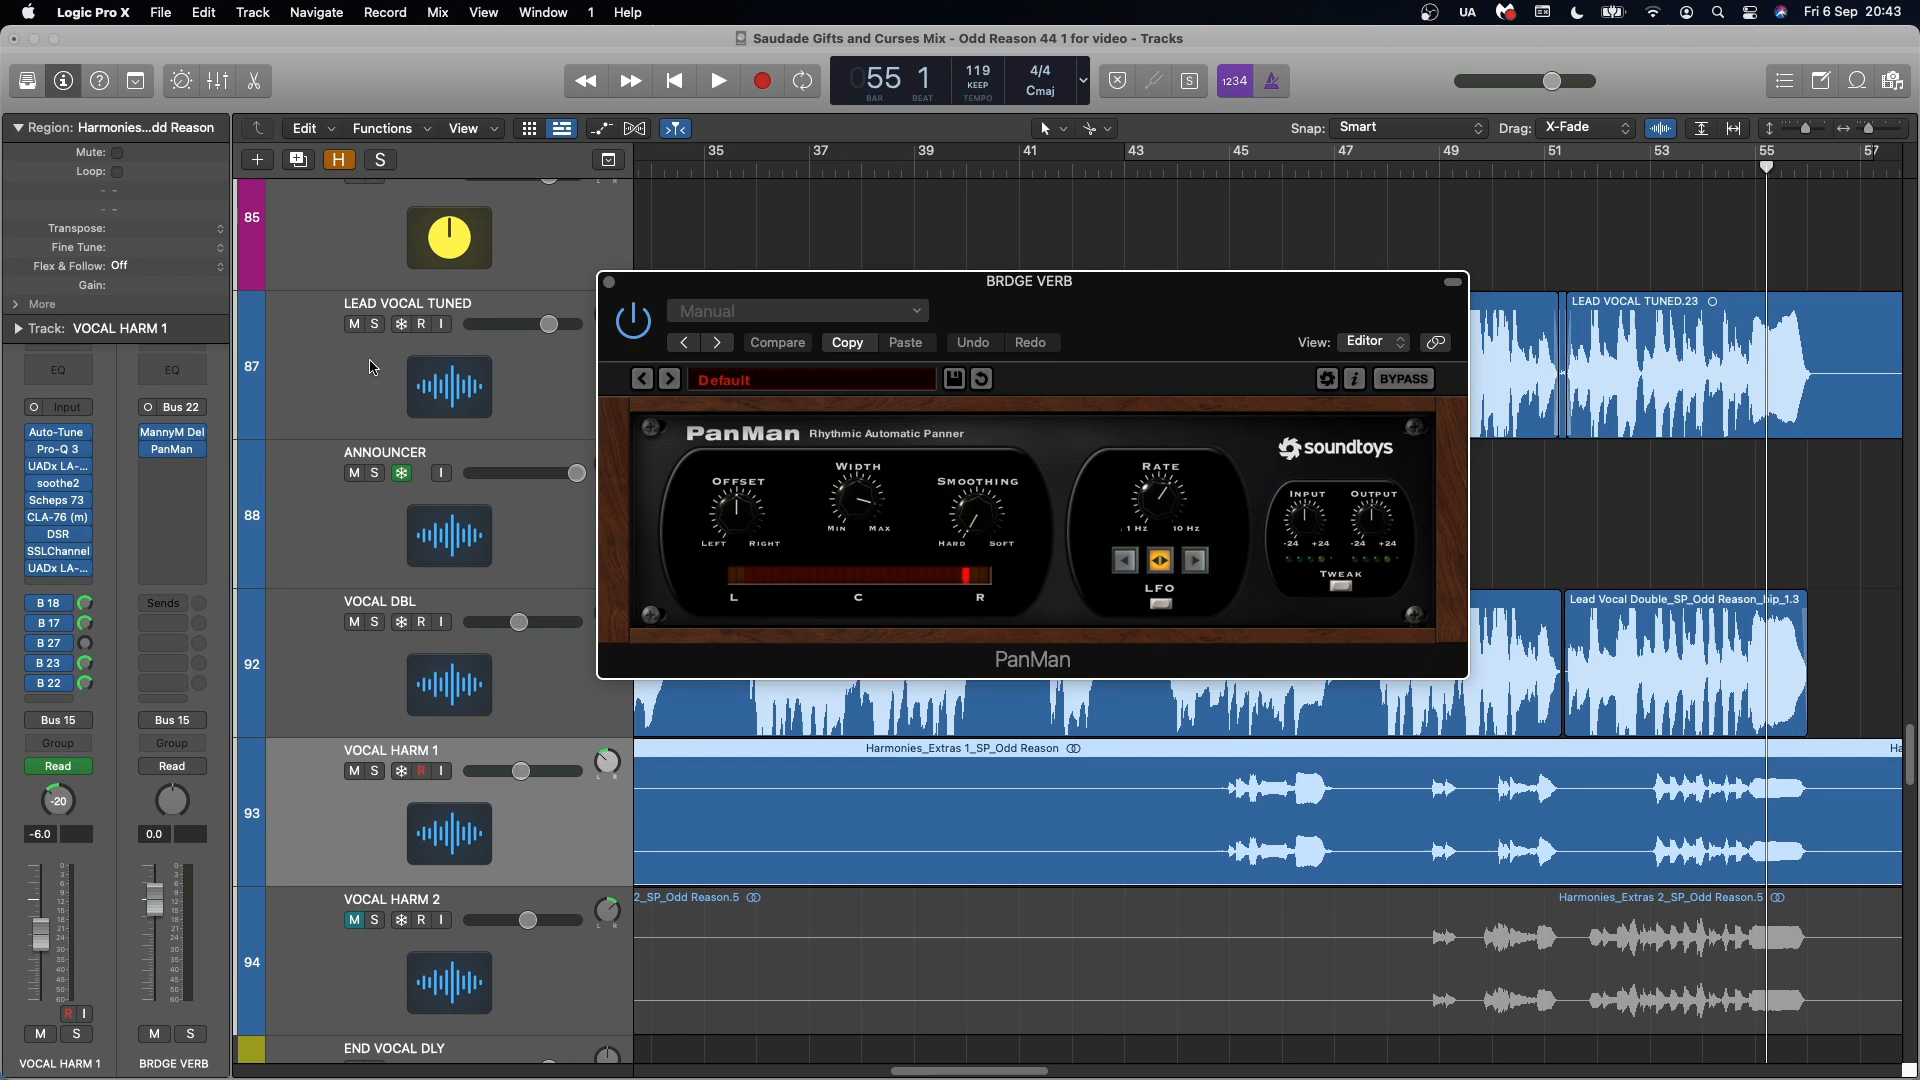 Logic Pro X File Edit Track Navigate Record Mix View Window 1 Help UA Fri 6 Sep 20:43
Saudade Gifts and Curses Mix - Odd Reason 44 1 for video - Tracks
055 1 119 KEEP 4/4 Cmaj
BAR BEAT TEMPO
S 1234
Region: Harmonies...dd Reason
Mute:
Loop:
Transpose:
Fine Tune:
Flex & Follow: Off
Gain:
More
Track: VOCAL HARM 1
EQ EQ
Input Bus 22
Auto-Tune MannyM Del
Pro-Q 3 PanMan
UADx LA-...
soothe2
Scheps 73
CLA-76 (m)
DSR
SSLChannel
UADx LA-...
B 18 Sends
B 17
B 27
B 23
B 22
Bus 15 Bus 15
Group Group
Read Read
-20
-6.0 0.0
R I
M S M S
VOCAL HARM 1 BRDGE VERB
Edit Functions View Snap: Smart Drag: X-Fade
H S
35 37 39 41 43 45 47 49 51 53 55 57
85
87 LEAD VOCAL TUNED
M S R I
88 ANNOUNCER
M S I
92 VOCAL DBL
M S R I
93 VOCAL HARM 1
M S R I
94 VOCAL HARM 2
M S R I
END VOCAL DLY
LEAD VOCAL TUNED.23
Lead Vocal Double_SP_Odd Reason_bip_1.3
Harmonies_Extras 1_SP_Odd Reason
Ha
2_SP_Odd Reason.5
Harmonies_Extras 2_SP_Odd Reason.5
BRDGE VERB
Manual
Compare Copy Paste Undo Redo View: Editor
Default BYPASS
PanMan Rhythmic Automatic Panner
soundtoys
OFFSET WIDTH SMOOTHING
LEFT RIGHT MIN MAX HARD SOFT
L C R
RATE
.1 Hz 10 Hz
LFO
INPUT OUTPUT
-24 +24 -24 +24
TWEAK
PanMan